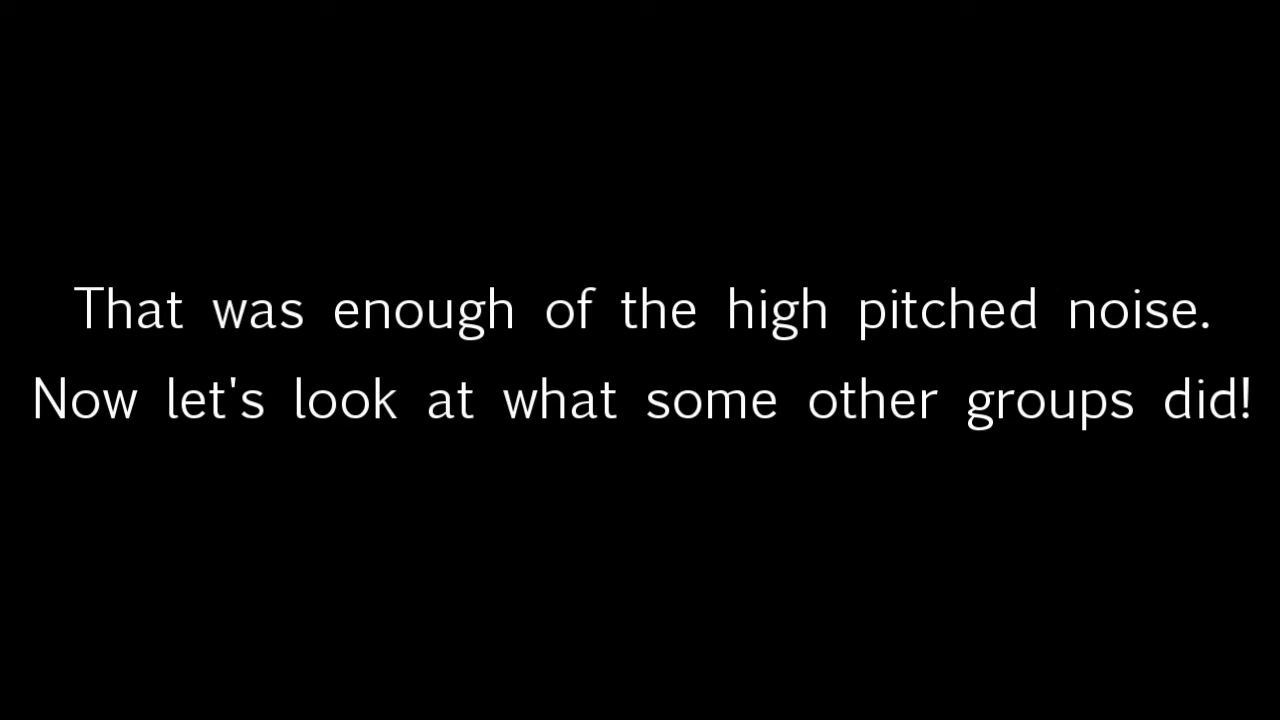 That was enough of the high pitched noise.
Now let's look at what some other groups did!